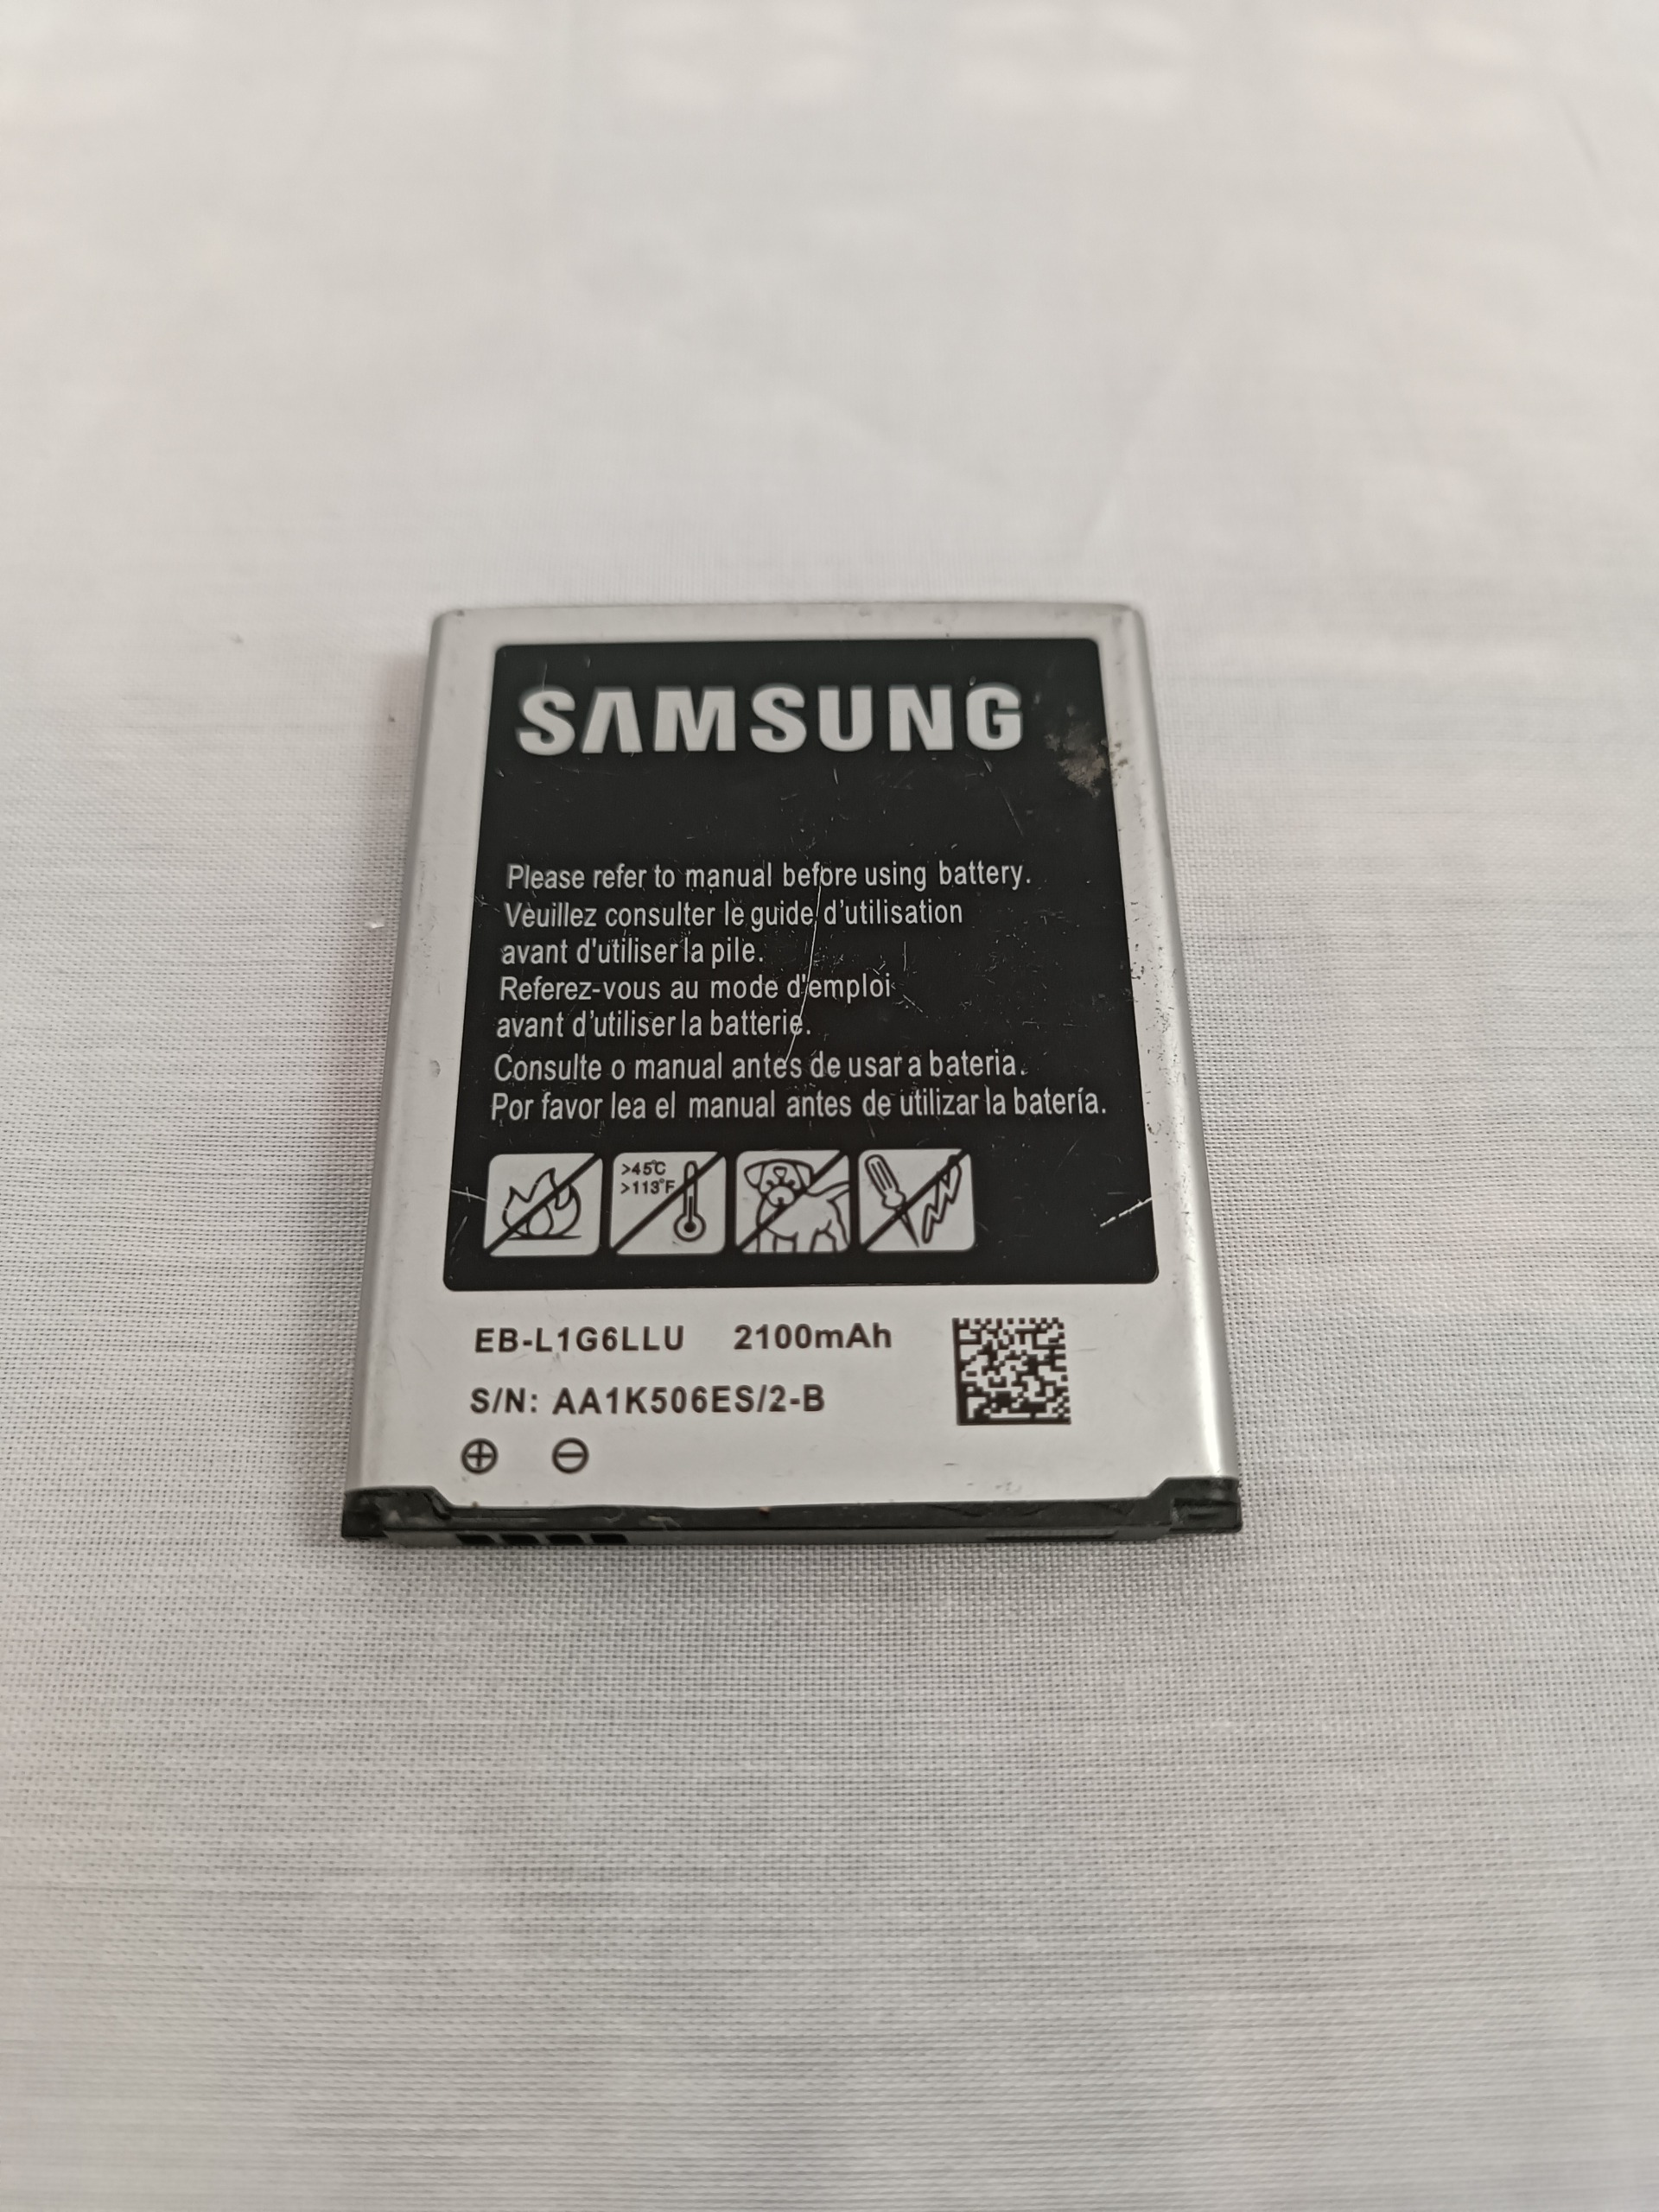 SAMSUNG
Please refer to manual before using battery.
Veuillez consulter le guide d'utilisation
avant d'utiliser la pile.
Referez-vous au mode d'emploi
avant d'utiliser la batterie.
Consulte o manual antes de usar a bateria.
Por favor lea el manual antes de utilizar la batería.
>45°C
>113°F
EB-L1G6LLU 2100mAh
S/N: AA1K506ES/2-B